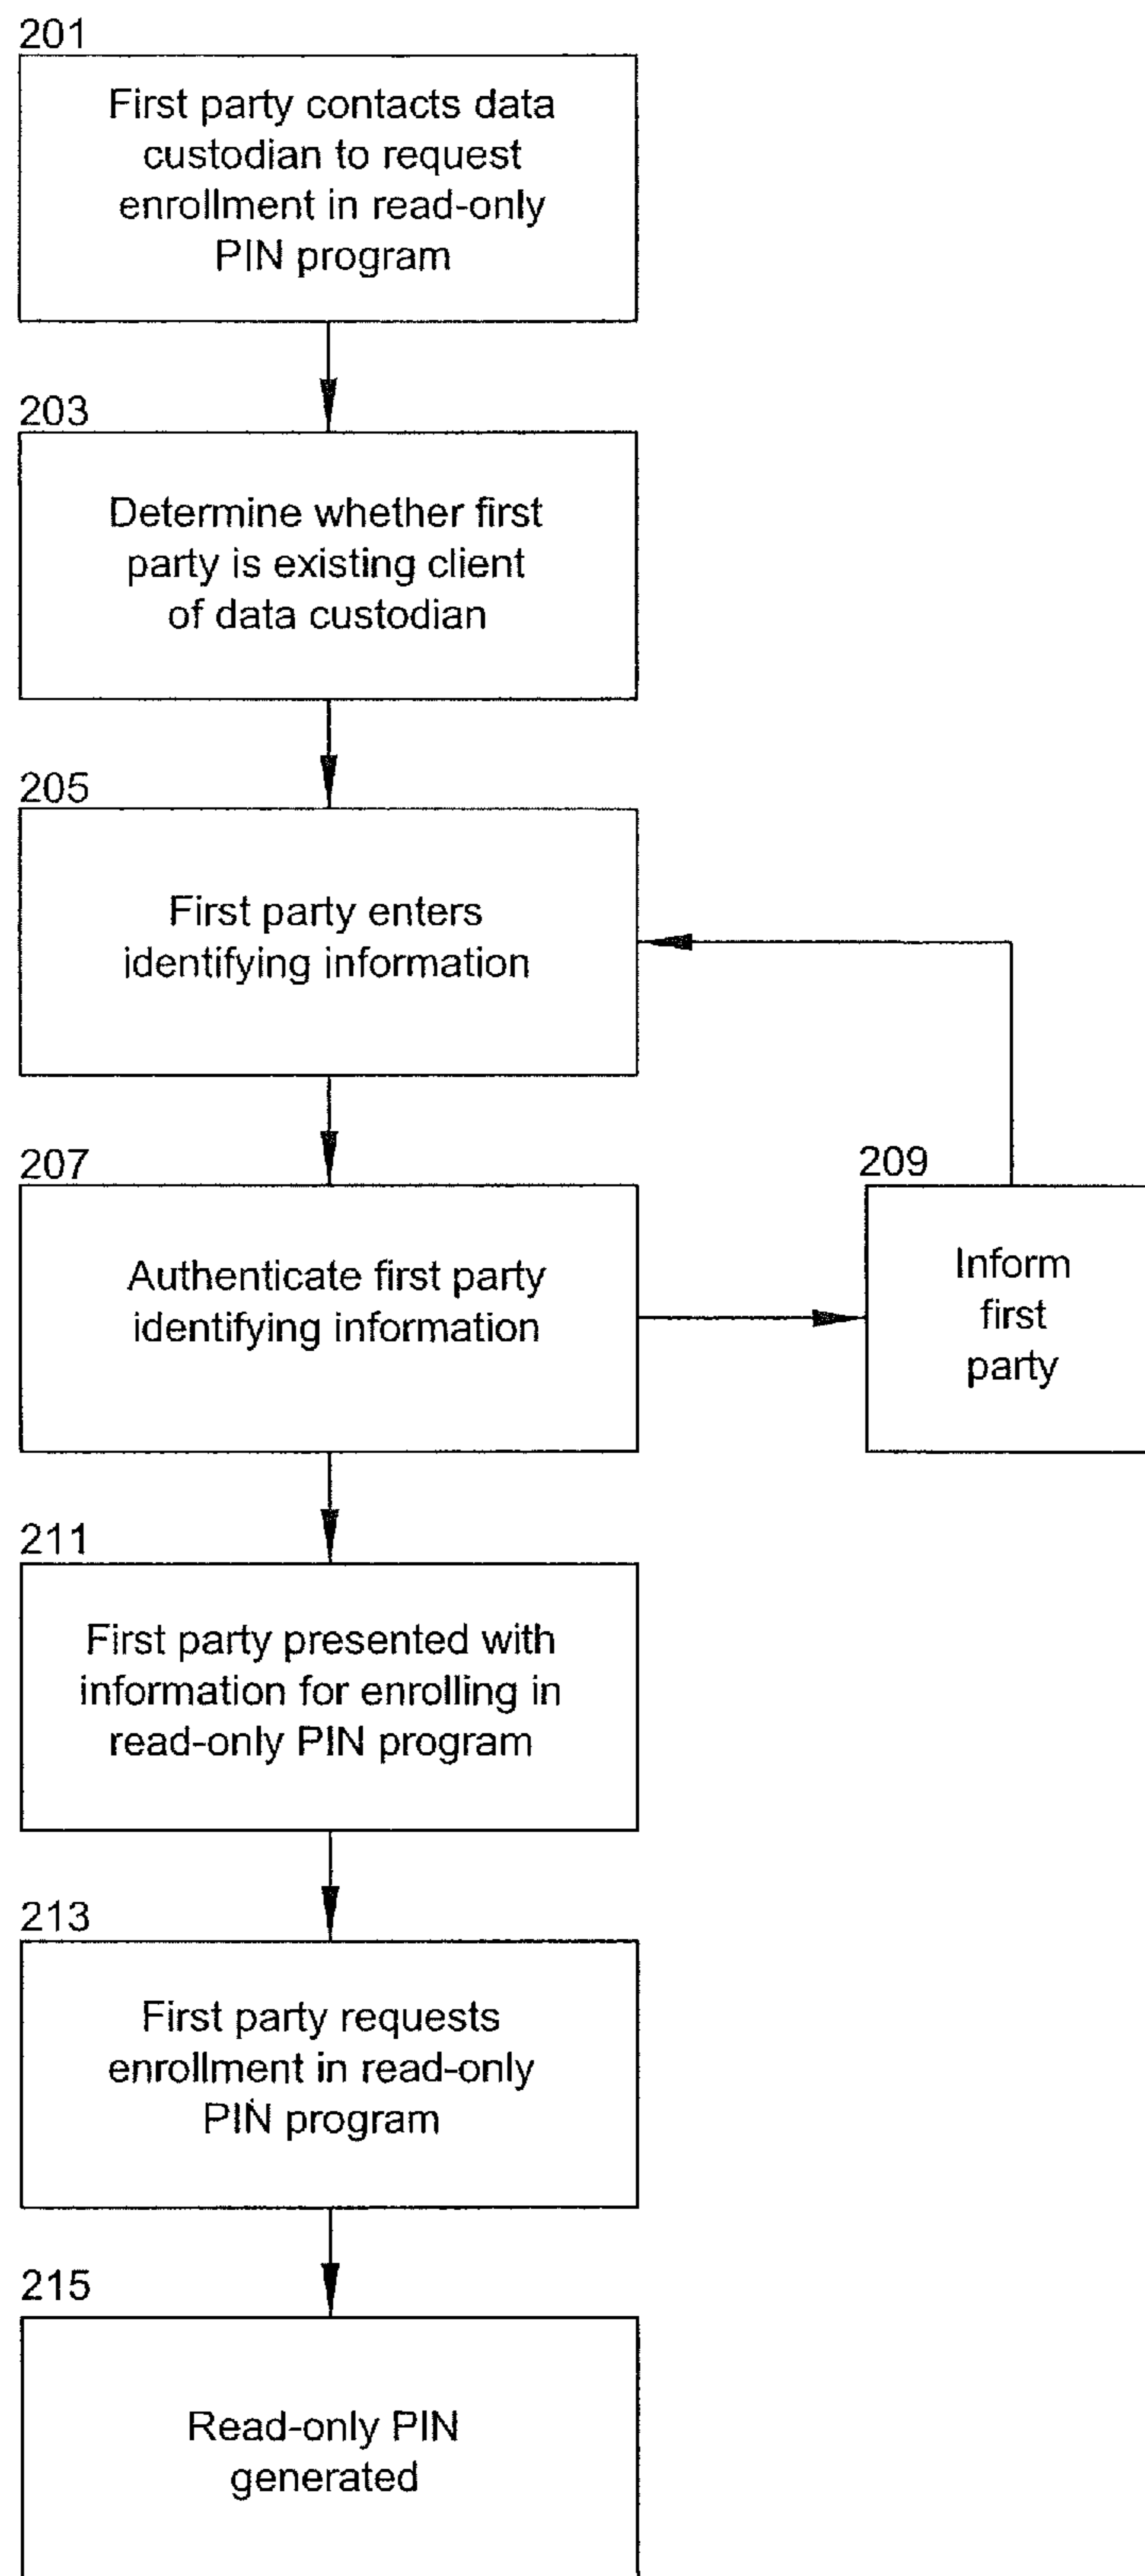 201
First party contacts data
custodian to request
enrollment in read-only
PIN program
203
Determine whether first
party is existing client
of data custodian
205
First party enters
identifying information
207
Authenticate first party
identifying information
209
Inform
first
party
211
First party presented with
information for enrolling in
read-only PIN program
213
First party requests
enrollment in read-only
PIN program
215
Read-only PIN
generated